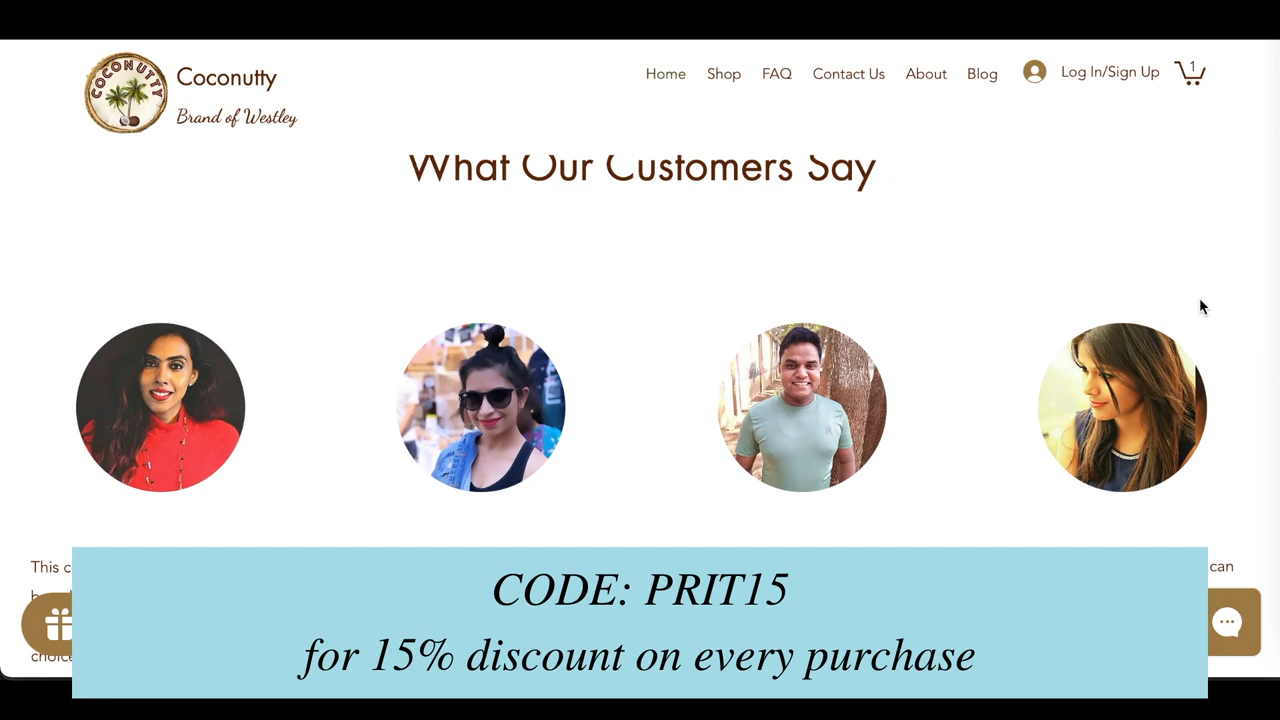 COCONUTTY
Coconutty
Brand of Westley
Home Shop FAQ Contact Us About Blog Log In/Sign Up 1
What Our Customers Say
This can
CODE: PRIT15
for 15% discount on every purchase